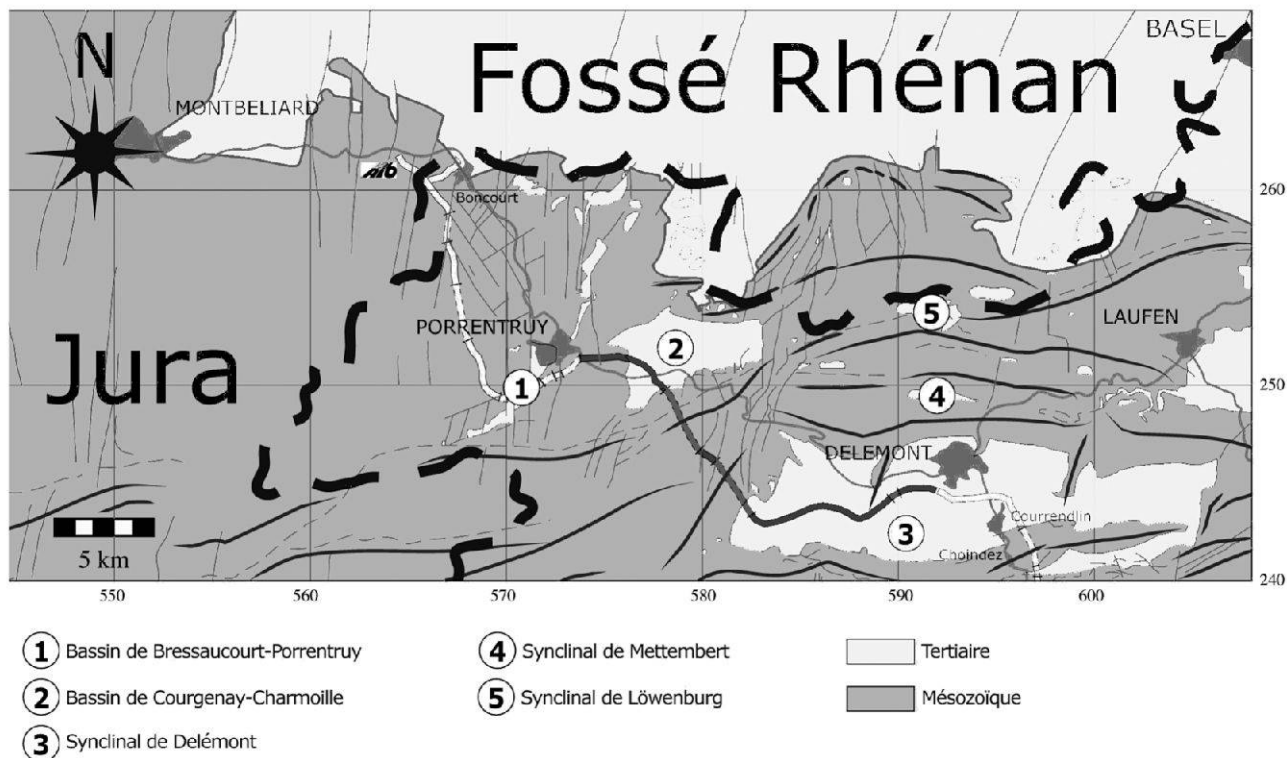 BASEL
N
Fossé Rhénan
MONTBELIARD
A16
Boncourt
260
PORRENTRUY
5
LAUFEN
2
Jura
1
250
4
DELEMONT
Courrendlin
3
Choindez
5 km
240
550 560 570 580 590 600
1 Bassin de Bressaucourt-Porrentruy
4 Synclinal de Mettembert
Tertiaire
2 Bassin de Courgenay-Charmoille
5 Synclinal de Löwenburg
Mésozoïque
3 Synclinal de Delémont